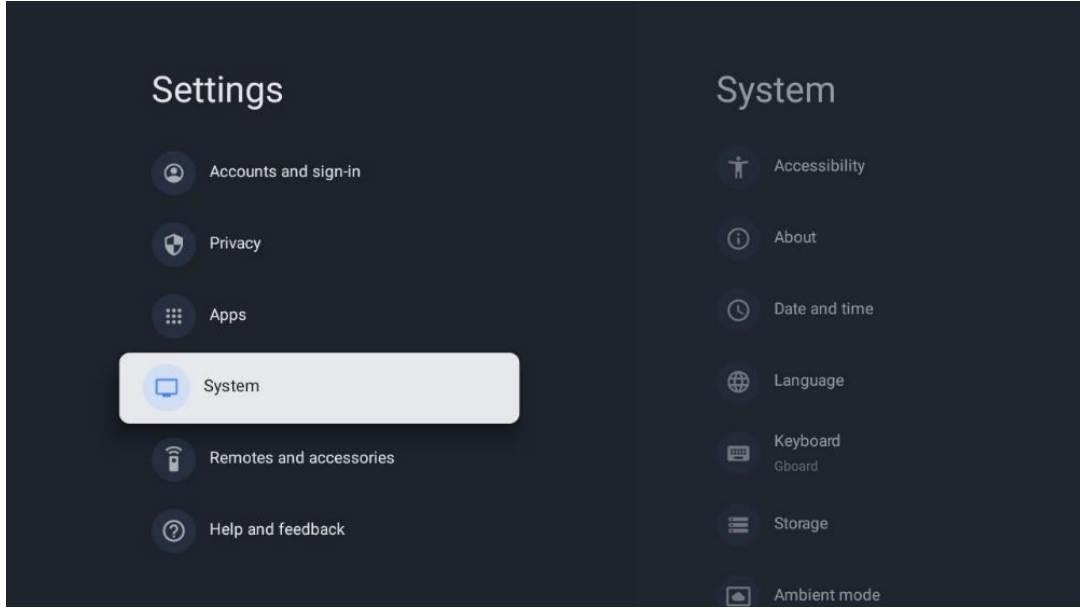 Settings
Accounts and sign-in
Privacy
Apps
System
Remotes and accessories
Help and feedback
System
Accessibility
About
Date and time
Language
Keyboard
Gboard
Storage
Ambient mode